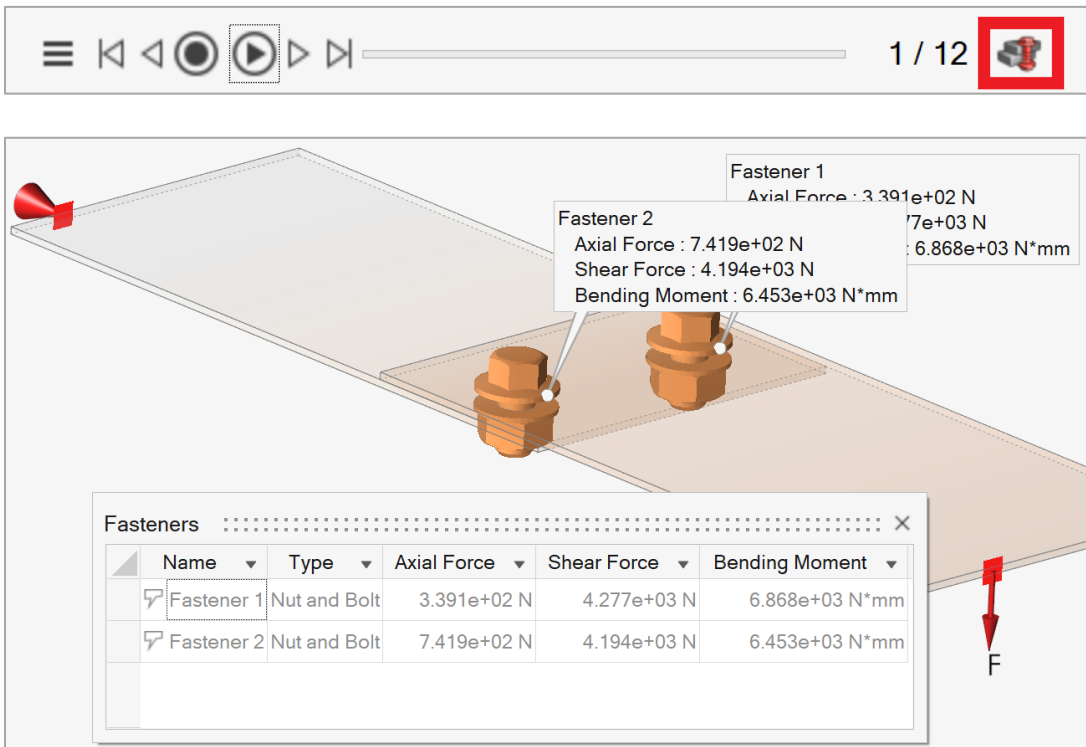 1 / 12
Fastener 1
Axial Force : 3.391e+02 N
77e+03 N
: 6.868e+03 N*mm
Fastener 2
Axial Force : 7.419e+02 N
Shear Force : 4.194e+03 N
Bending Moment : 6.453e+03 N*mm
Fasteners
Name Type Axial Force Shear Force Bending Moment
Fastener 1 Nut and Bolt 3.391e+02 N 4.277e+03 N 6.868e+03 N*mm
Fastener 2 Nut and Bolt 7.419e+02 N 4.194e+03 N 6.453e+03 N*mm
F